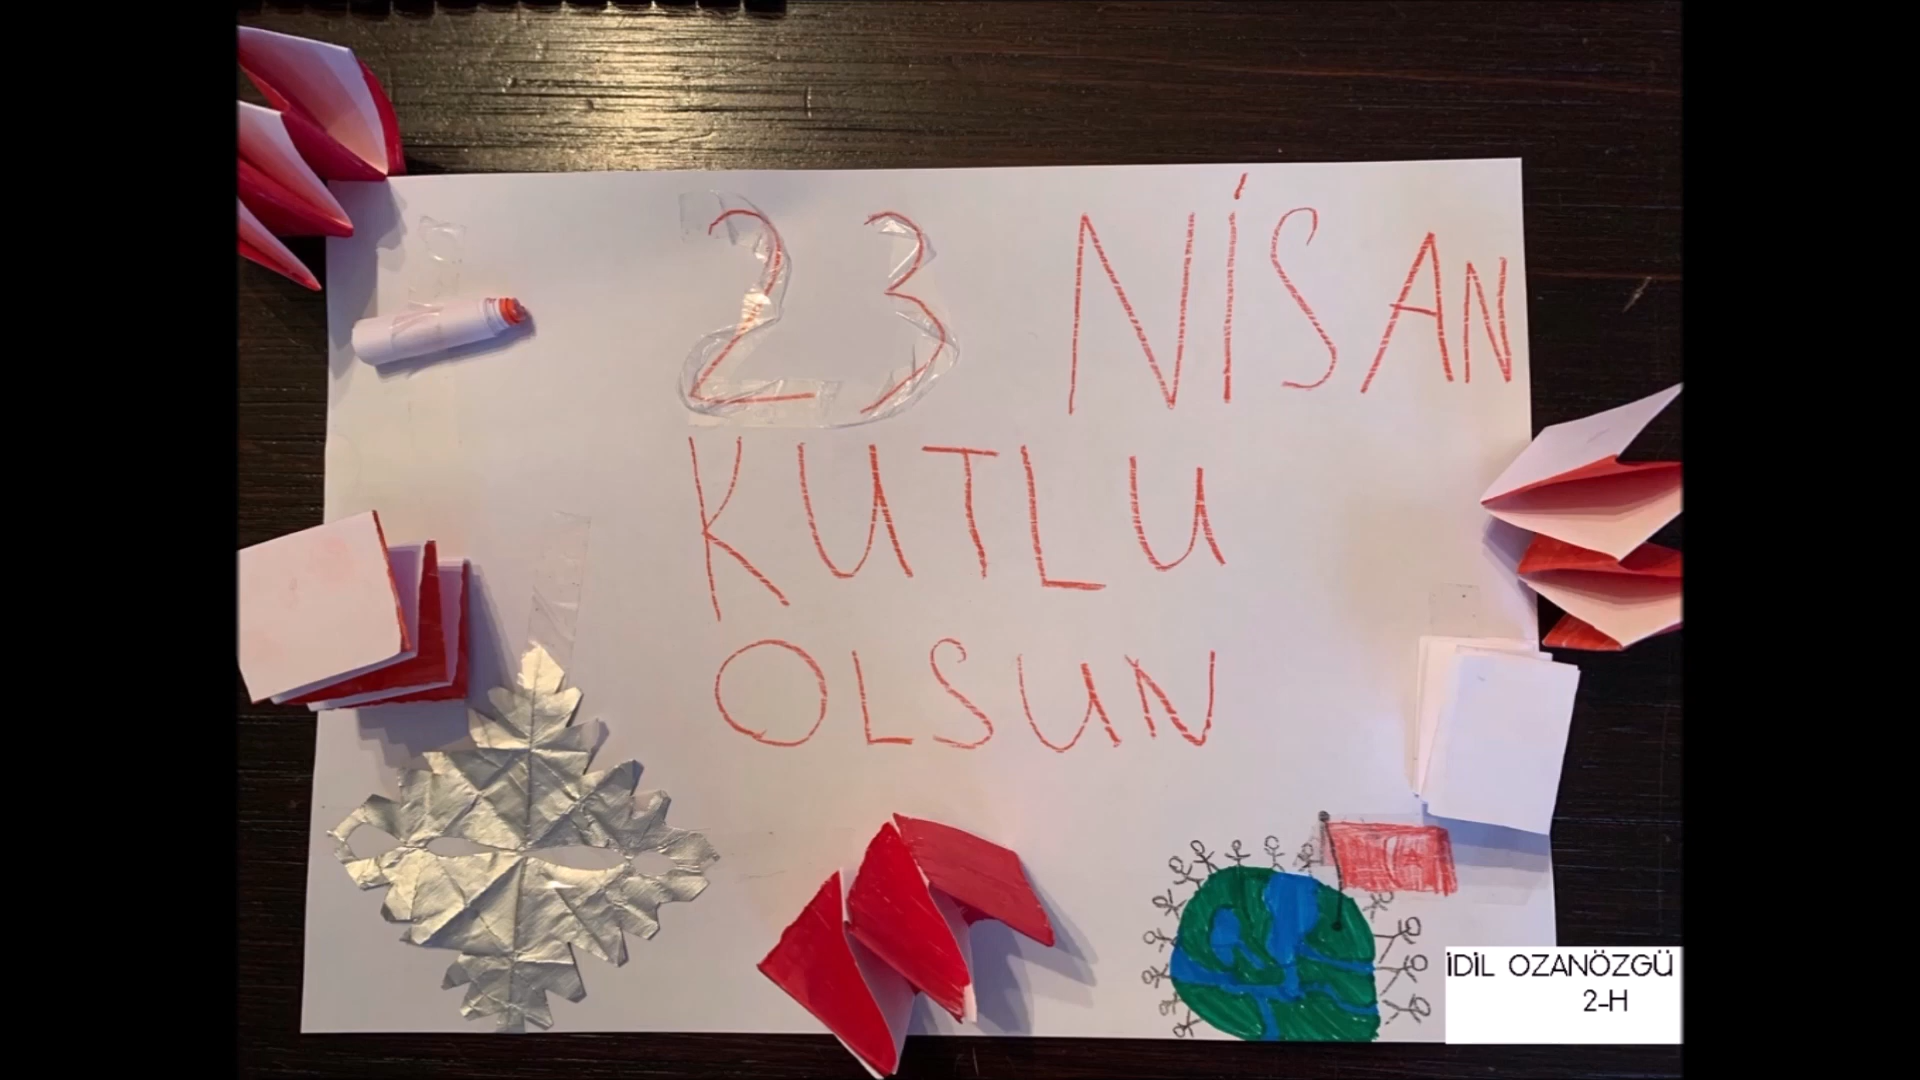 23 NİSAN
KUTLU
OLSUN
İDİL OZANÖZGÜ
2-H